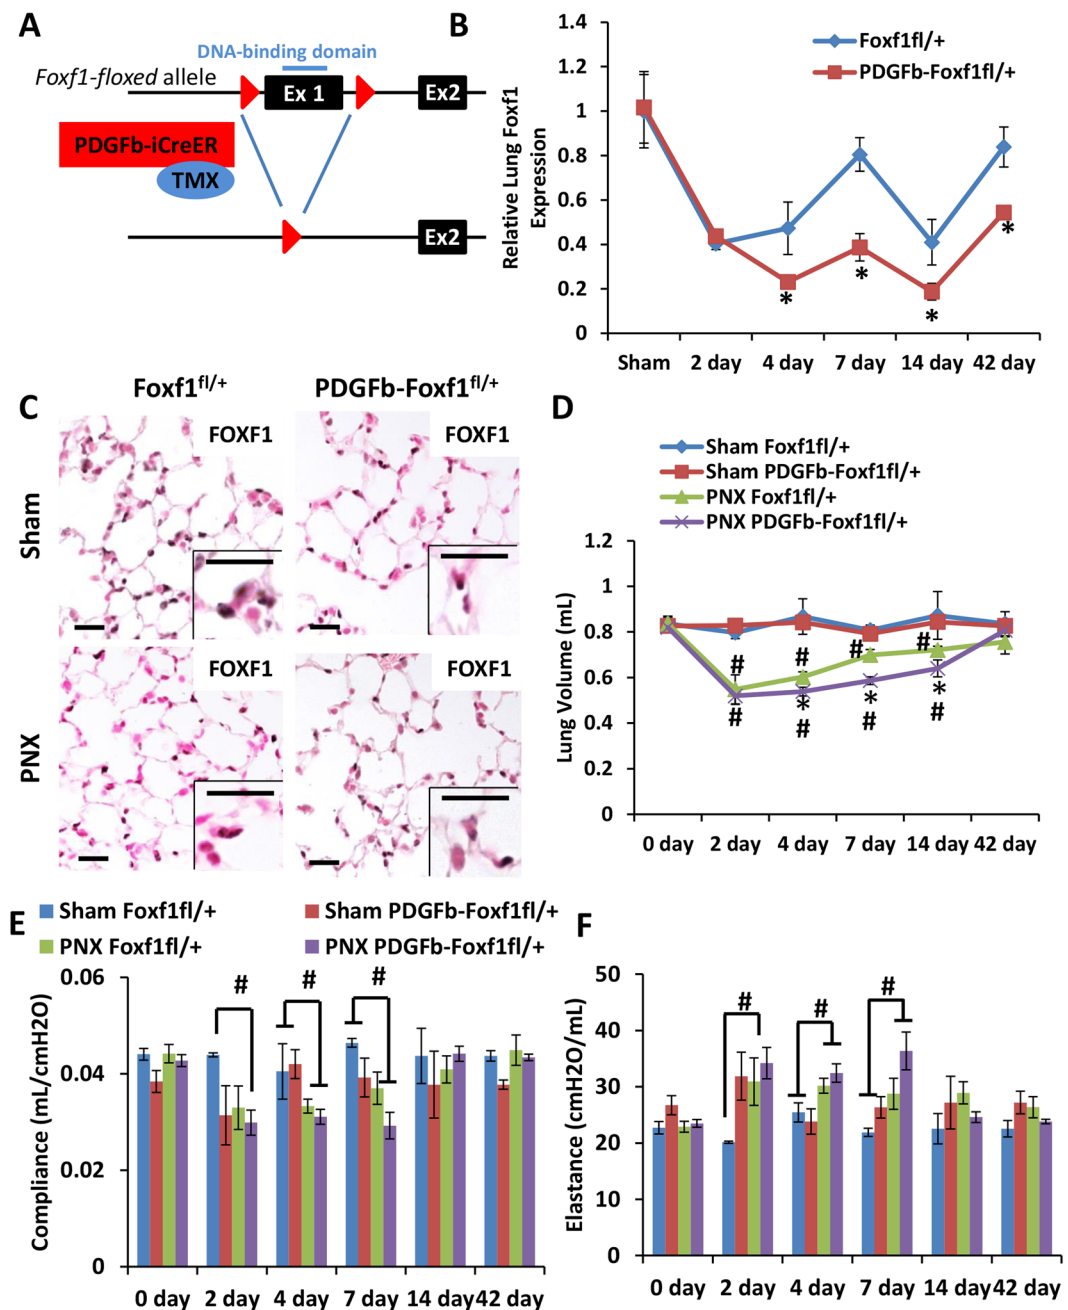 A
DNA-binding domain
Foxf1-floxed allele
Ex 1
Ex2
PDGFb-iCreER
TMX
Ex2
B
Relative Lung Foxf1
Expression
1.4
1.2
1
0.8
0.6
0.4
0.2
0
Foxf1fl/+
PDGFb-Foxf1fl/+
*
*
*
*
Sham 2 day 4 day 7 day 14 day 42 day
C
Foxf1fl/+
PDGFb-Foxf1fl/+
Sham
FOXF1
FOXF1
PNX
FOXF1
FOXF1
D
Sham Foxf1fl/+
Sham PDGFb-Foxf1fl/+
PNX Foxf1fl/+
PNX PDGFb-Foxf1fl/+
Lung Volume (mL)
1.2
1
0.8
0.6
0.4
0.2
0
# # # #
* * *
# # # #
0 day 2 day 4 day 7 day 14 day 42 day
E
Sham Foxf1fl/+
Sham PDGFb-Foxf1fl/+
PNX Foxf1fl/+
PNX PDGFb-Foxf1fl/+
Compliance (mL/cmH2O)
0.06
0.04
0.02
0
# # #
0 day 2 day 4 day 7 day 14 day 42 day
F
Elastance (cmH2O/mL)
50
40
30
20
10
0
# # #
0 day 2 day 4 day 7 day 14 day 42 day